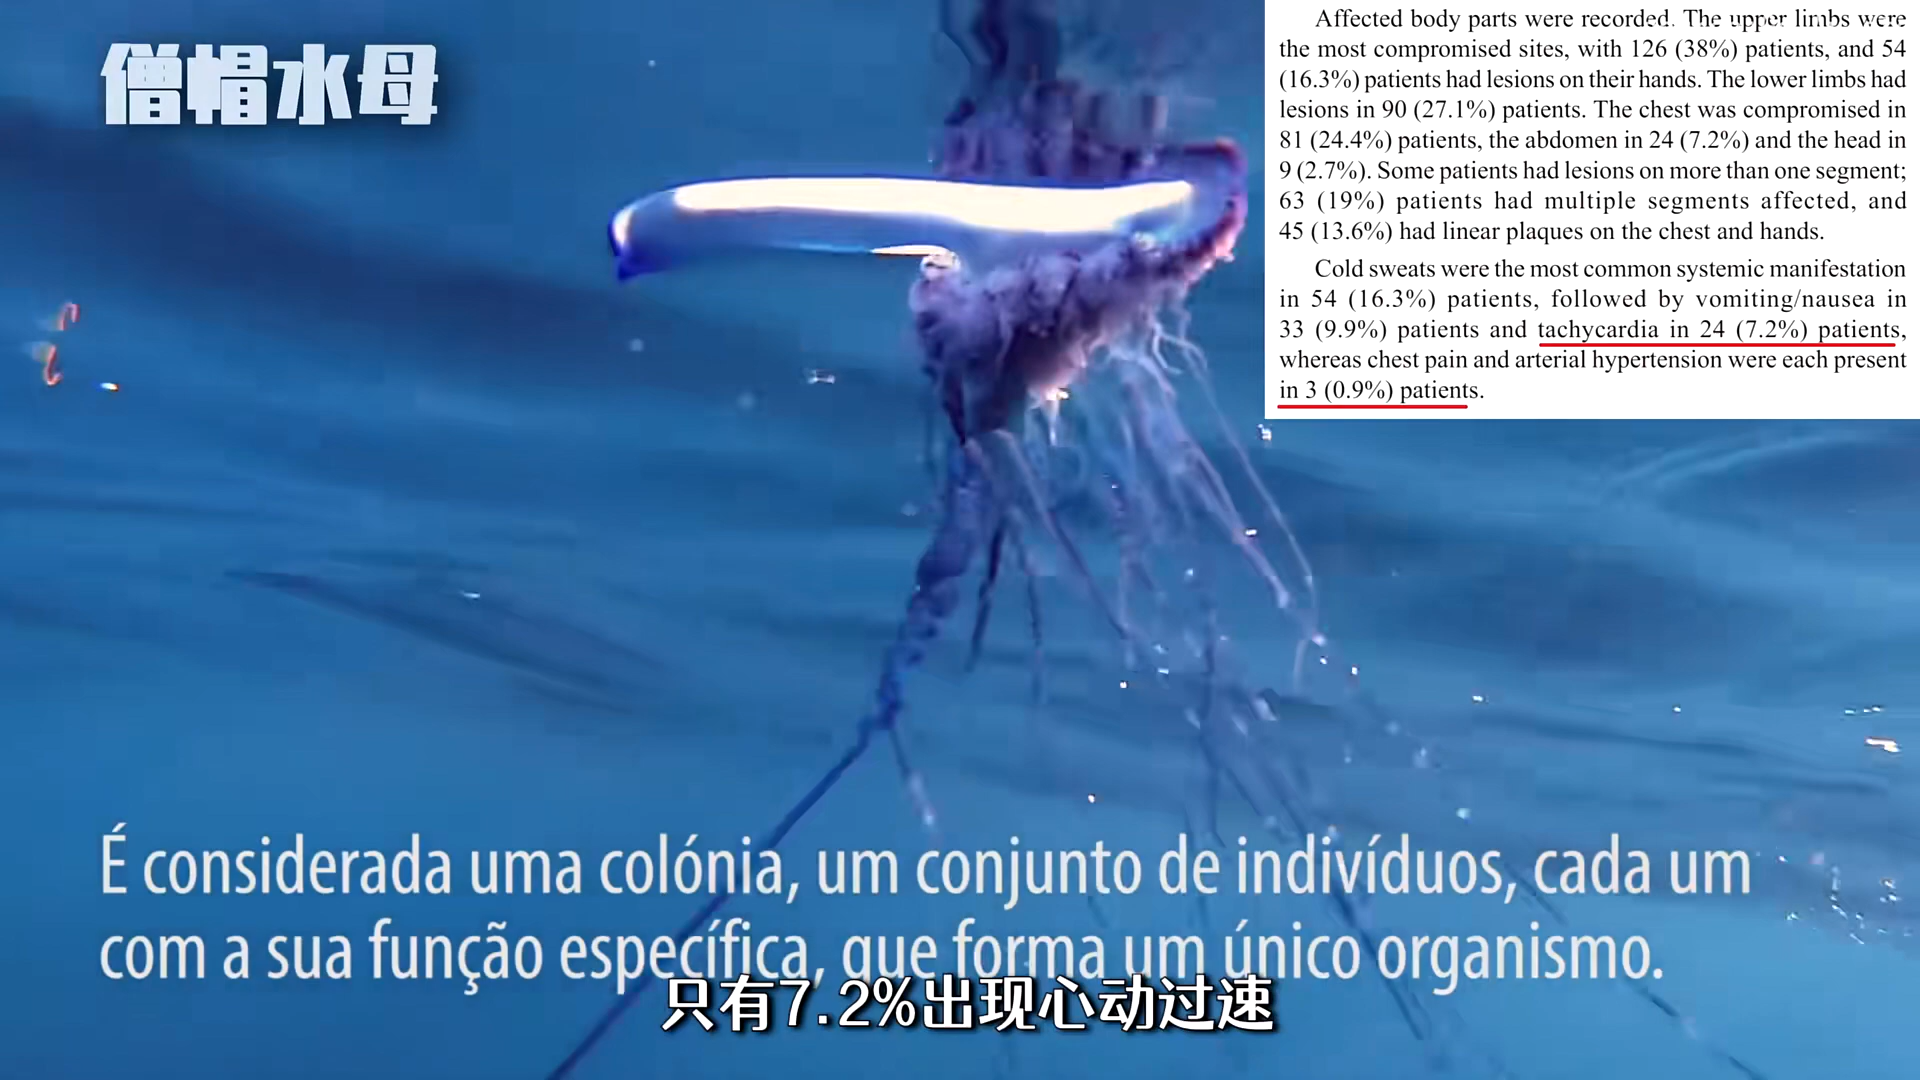 僧帽水母
Affected body parts were recorded. The upper limbs were
the most compromised sites, with 126 (38%) patients, and 54
(16.3%) patients had lesions on their hands. The lower limbs had
lesions in 90 (27.1%) patients. The chest was compromised in
81 (24.4%) patients, the abdomen in 24 (7.2%) and the head in
9 (2.7%). Some patients had lesions on more than one segment;
63 (19%) patients had multiple segments affected, and
45 (13.6%) had linear plaques on the chest and hands.
Cold sweats were the most common systemic manifestation
in 54 (16.3%) patients, followed by vomiting/nausea in
33 (9.9%) patients and tachycardia in 24 (7.2%) patients,
whereas chest pain and arterial hypertension were each present
in 3 (0.9%) patients.
É considerada uma colónia, um conjunto de indivíduos, cada um
com a sua função específica, que forma um único organismo.
只有7.2%出现心动过速